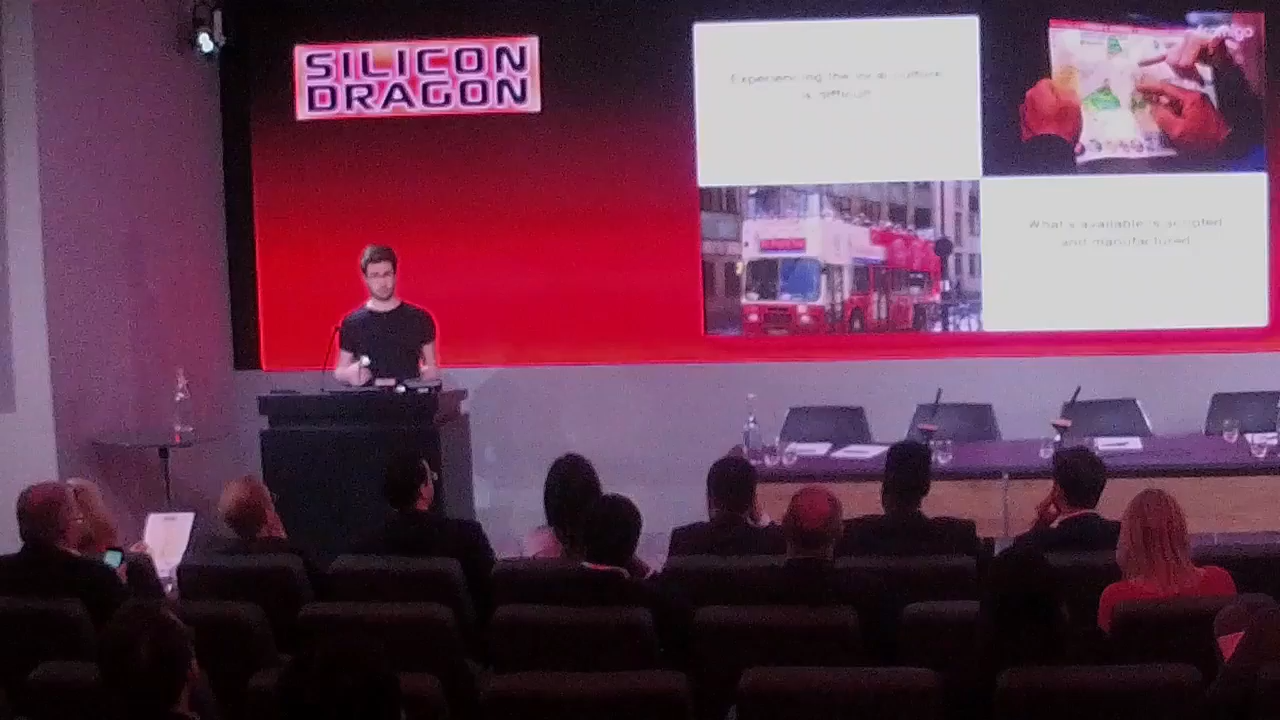 SILICON
DRAGON
Experiencing the local culture
is difficult
What's available is scripted
and manufactured